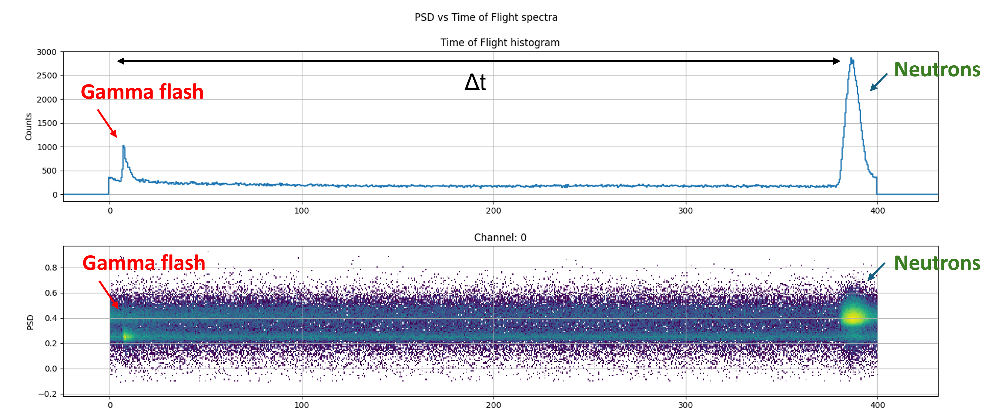 PSD vs Time of Flight spectra
Time of Flight histogram
3000
2500
2000
1500
1000
500
0
Counts
Gamma flash
Δt
Neutrons
0 100 200 300 400
Channel: 0
0.8
0.6
0.4
0.2
0.0
−0.2
PSD
Gamma flash
Neutrons
0 100 200 300 400